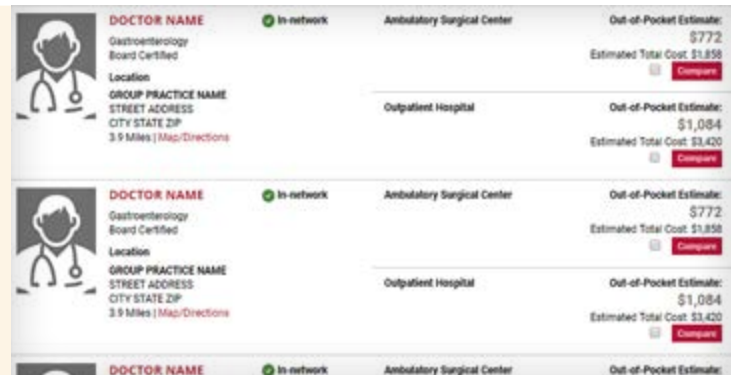 DOCTOR NAME
Gastroenterology
Board Certified
Location
GROUP PRACTICE NAME
STREET ADDRESS
CITY STATE ZIP
3.9 Miles | Map/Directions
In-network
Ambulatory Surgical Center
Out-of-Pocket Estimate:
$772
Estimated Total Cost: $1,858
Compare
Outpatient Hospital
Out-of-Pocket Estimate:
$1,084
Estimated Total Cost: $3,420
Compare
DOCTOR NAME
Gastroenterology
Board Certified
Location
GROUP PRACTICE NAME
STREET ADDRESS
CITY STATE ZIP
3.9 Miles | Map/Directions
In-network
Ambulatory Surgical Center
Out-of-Pocket Estimate:
$772
Estimated Total Cost: $1,858
Compare
Outpatient Hospital
Out-of-Pocket Estimate:
$1,084
Estimated Total Cost: $3,420
Compare
DOCTOR NAME
In-network
Ambulatory Surgical Center
Out-of-Pocket Estimate: